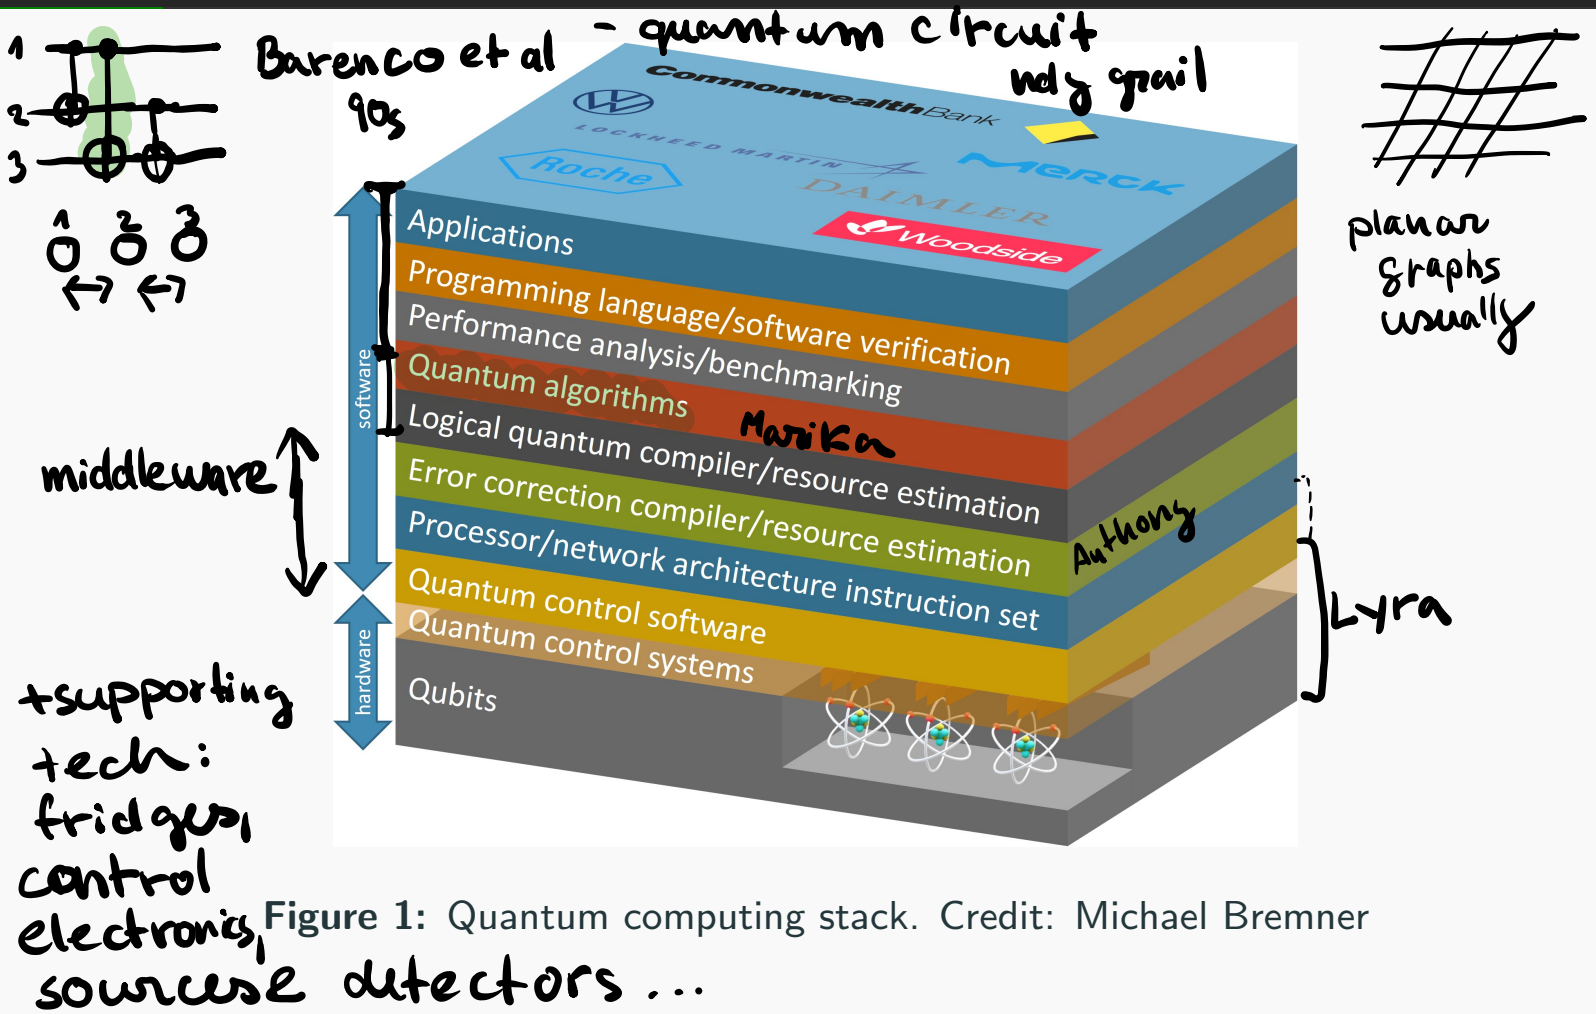 1
2
3
1 2 3
Barenco et al
90s
- quantum circuit
holy grail
planar
graphs
usually
CommonwealthBank
LOCKHEED MARTIN
MERCK
Roche
DAIMLER
Woodside
software
hardware
Applications
Programming language/software verification
Performance analysis/benchmarking
Quantum algorithms
Marika
Logical quantum compiler/resource estimation
Error correction compiler/resource estimation
Authony
Processor/network architecture instruction set
Quantum control software
Quantum control systems
Qubits
Lyra
middleware
+supporting
tech:
fridges,
control
electronics,
sources detectors ...
Figure 1: Quantum computing stack. Credit: Michael Bremner